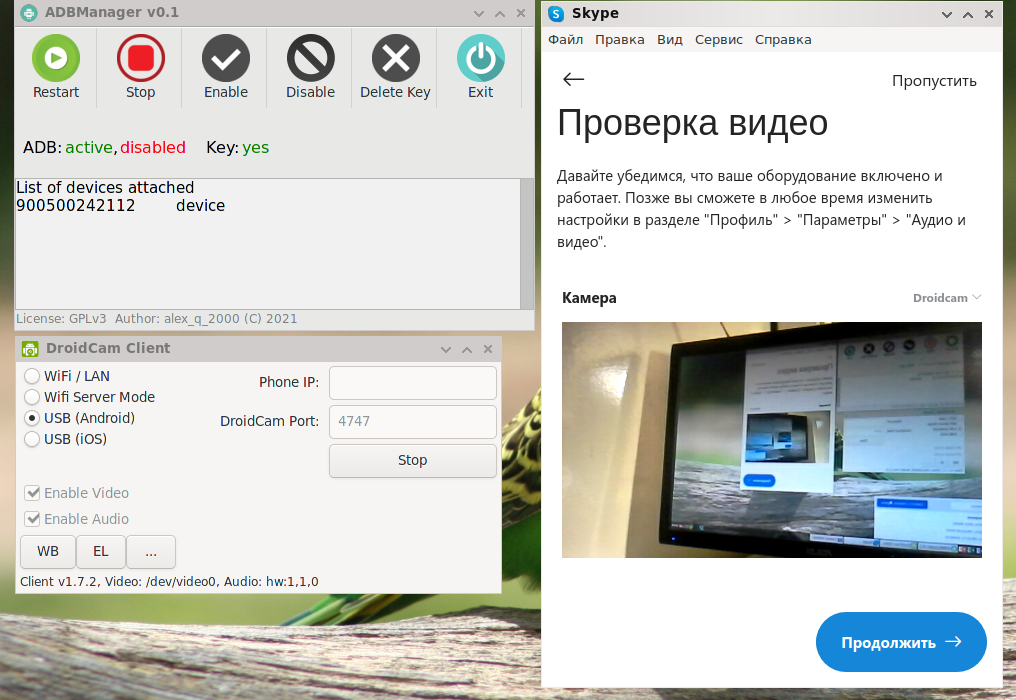 ADBManager v0.1
Restart
Stop
Enable
Disable
Delete Key
Exit
ADB: active, disabled Key: yes
List of devices attached
900500242112 device
License: GPLv3 Author: alex_q_2000 (C) 2021
DroidCam Client
WiFi / LAN
Wifi Server Mode
USB (Android)
USB (iOS)
Phone IP:
DroidCam Port: 4747
Stop
Enable Video
Enable Audio
WB
EL
...
Client v1.7.2, Video: /dev/video0, Audio: hw:1,1,0
Skype
Файл Правка Вид Сервис Справка
Пропустить
Проверка видео
Давайте убедимся, что ваше оборудование включено и
работает. Позже вы сможете в любое время изменить
настройки в разделе "Профиль" > "Параметры" > "Аудио и
видео".
Камера
Droidcam
Продолжить